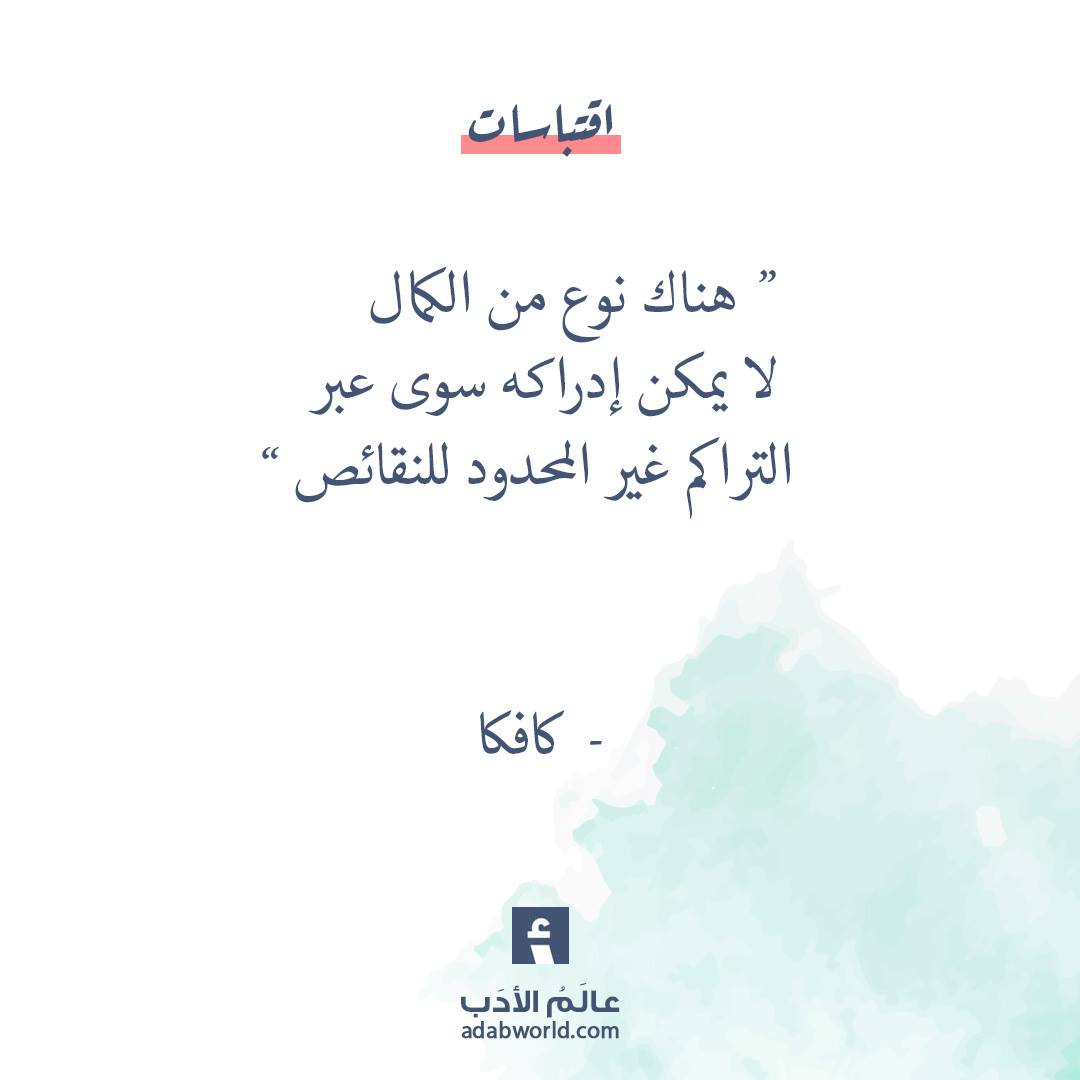 اقتباسات
” هناك نوع من الكمال
لا يمكن إدراكه سوى عبر
التراكم غير المحدود للنقائص “
- كافكا
أ
عالَمُ الأدَب
adabworld.com